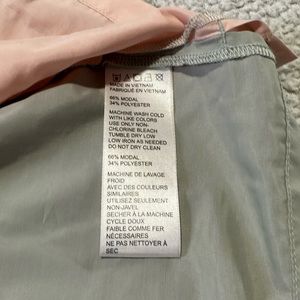 MADE IN VIETNAM
FABRIQUÉ EN VIETNAM
66% MODAL
34% POLYESTER
MACHINE WASH COLD
WITH LIKE COLORS
USE ONLY NON-
CHLORINE BLEACH
TUMBLE DRY LOW
LOW IRON AS NEEDED
DO NOT DRY CLEAN
66% MODAL
34% POLYESTER
MACHINE DE LAVAGE
FROID
AVEC DES COULEURS
SIMILAIRES
UTILISEZ SEULEMENT
NON-JAVEL
SECHER À LA MACHINE
CYCLE DOUX
FAIBLE COMME FER
NÉCESSAIRES
NE PAS NETTOYER À
SEC